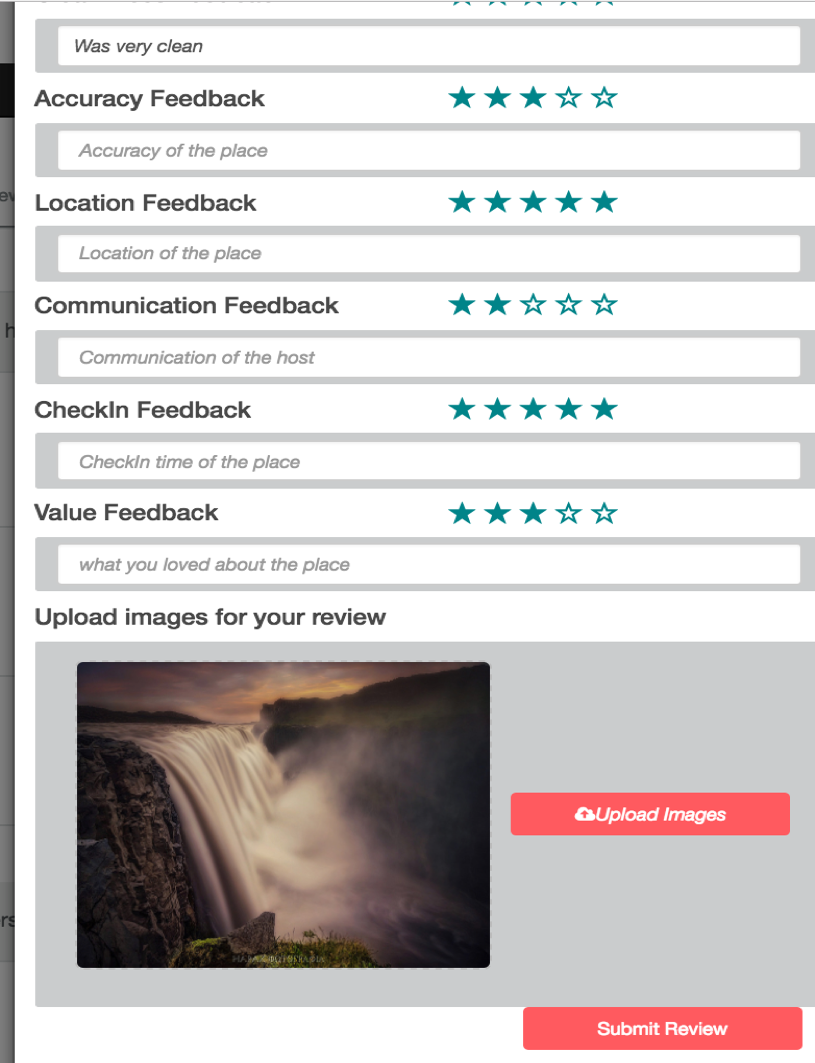 Was very clean
Accuracy Feedback
Accuracy of the place
Location Feedback
Location of the place
Communication Feedback
Communication of the host
CheckIn Feedback
CheckIn time of the place
Value Feedback
what you loved about the place
Upload images for your review
Upload Images
Submit Review